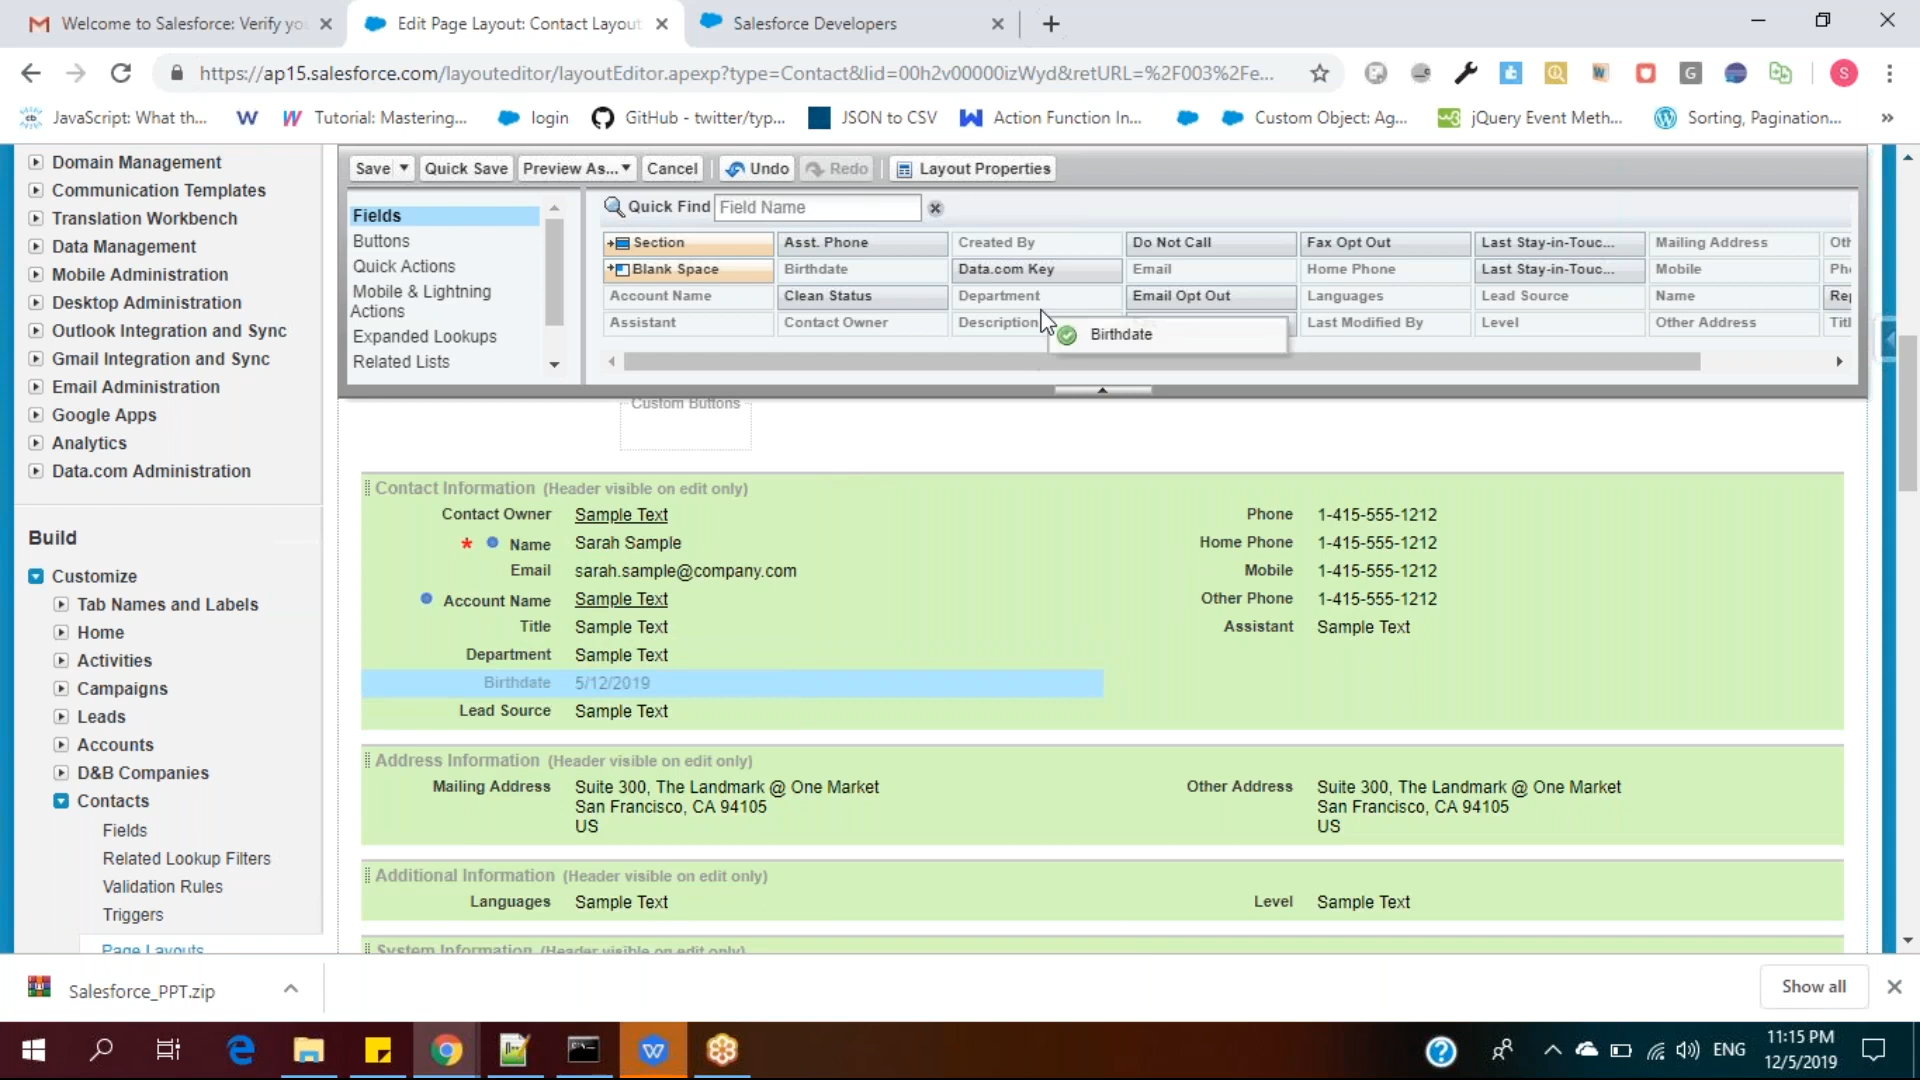 Welcome to Salesforce: Verify yo
Edit Page Layout: Contact Layout
Salesforce Developers
https://ap15.salesforce.com/layouteditor/layoutEditor.apexp?type=Contact&lid=00h2v00000izWyd&retURL=%2F003%2Fe...
JavaScript: What th...
Tutorial: Mastering...
login
GitHub - twitter/typ...
JSON to CSV
Action Function In...
Custom Object: Ag...
jQuery Event Meth...
Sorting, Pagination...
»
Domain Management
Communication Templates
Translation Workbench
Data Management
Mobile Administration
Desktop Administration
Outlook Integration and Sync
Gmail Integration and Sync
Email Administration
Google Apps
Analytics
Data.com Administration
Build
Customize
Tab Names and Labels
Home
Activities
Campaigns
Leads
Accounts
D&B Companies
Contacts
Fields
Related Lookup Filters
Validation Rules
Triggers
Page Layouts
Save Quick Save Preview As... Cancel Undo Redo Layout Properties
Fields
Buttons
Quick Actions
Mobile & Lightning
Actions
Expanded Lookups
Related Lists
Quick Find Field Name
Section Asst. Phone Created By Do Not Call Fax Opt Out Last Stay-in-Touc... Mailing Address Oth
Blank Space Birthdate Data.com Key Email Home Phone Last Stay-in-Touc... Mobile Pho
Account Name Clean Status Department Email Opt Out Languages Lead Source Name Rep
Assistant Contact Owner Description Last Modified By Level Other Address Titl
Birthdate
Custom Buttons
Contact Information (Header visible on edit only)
Contact Owner Sample Text Phone 1-415-555-1212
* Name Sarah Sample Home Phone 1-415-555-1212
Email sarah.sample@company.com Mobile 1-415-555-1212
Account Name Sample Text Other Phone 1-415-555-1212
Title Sample Text Assistant Sample Text
Department Sample Text
Birthdate 5/12/2019
Lead Source Sample Text
Address Information (Header visible on edit only)
Mailing Address Suite 300, The Landmark @ One Market Other Address Suite 300, The Landmark @ One Market
San Francisco, CA 94105 San Francisco, CA 94105
US US
Additional Information (Header visible on edit only)
Languages Sample Text Level Sample Text
System Information (Header visible on edit only)
Salesforce_PPT.zip
Show all
ENG
11:15 PM
12/5/2019